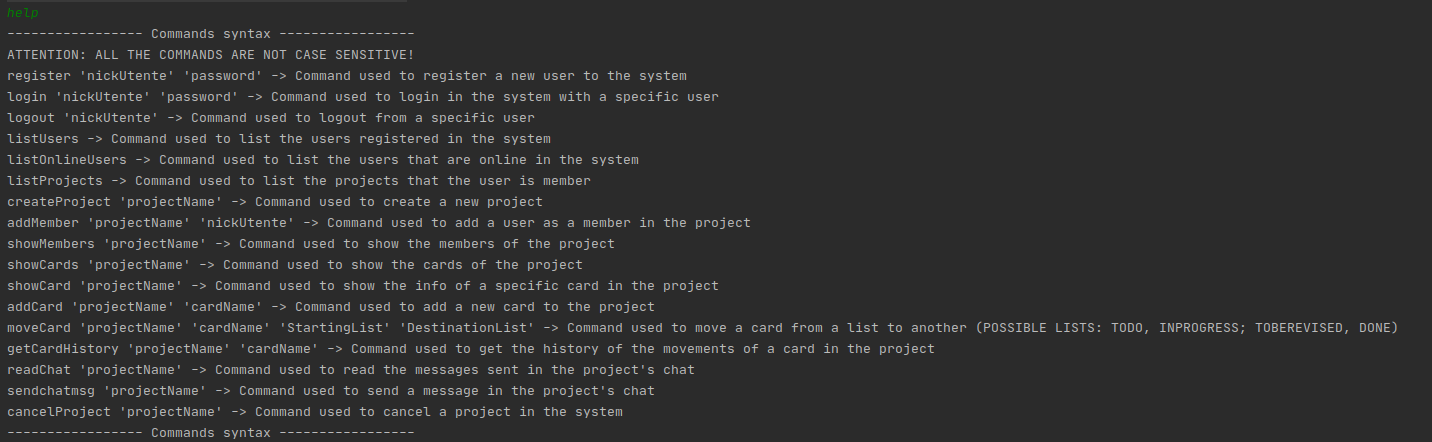 help
----------------- Commands syntax -----------------
ATTENTION: ALL THE COMMANDS ARE NOT CASE SENSITIVE!
register 'nickUtente' 'password' -> Command used to register a new user to the system
login 'nickUtente' 'password' -> Command used to login in the system with a specific user
logout 'nickUtente' -> Command used to logout from a specific user
listUsers -> Command used to list the users registered in the system
listOnlineUsers -> Command used to list the users that are online in the system
listProjects -> Command used to list the projects that the user is member
createProject 'projectName' -> Command used to create a new project
addMember 'projectName' 'nickUtente' -> Command used to add a user as a member in the project
showMembers 'projectName' -> Command used to show the members of the project
showCards 'projectName' -> Command used to show the cards of the project
showCard 'projectName' -> Command used to show the info of a specific card in the project
addCard 'projectName' 'cardName' -> Command used to add a new card to the project
moveCard 'projectName' 'cardName' 'StartingList' 'DestinationList' -> Command used to move a card from a list to another (POSSIBLE LISTS: TODO, INPROGRESS; TOBEREVISED, DONE)
getCardHistory 'projectName' 'cardName' -> Command used to get the history of the movements of a card in the project
readChat 'projectName' -> Command used to read the messages sent in the project's chat
sendchatmsg 'projectName' -> Command used to send a message in the project's chat
cancelProject 'projectName' -> Command used to cancel a project in the system
----------------- Commands syntax -----------------